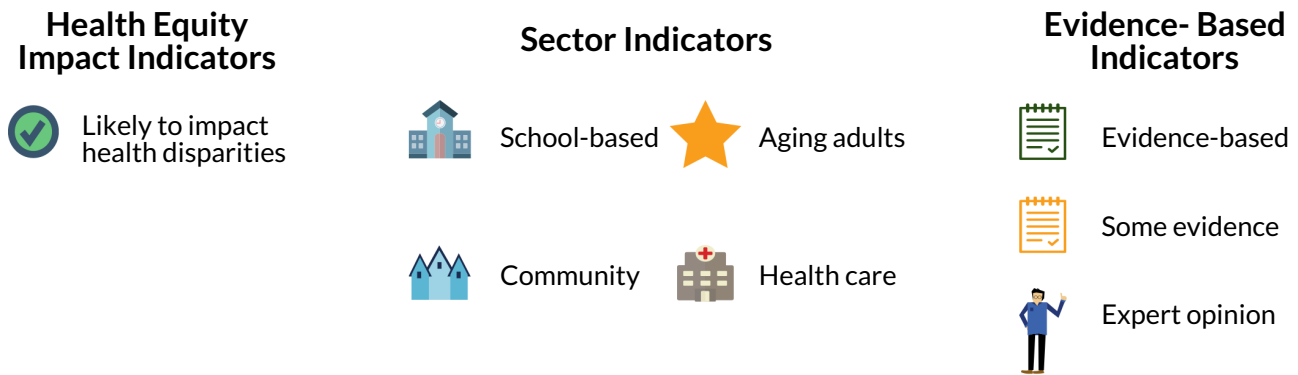 Health Equity
Impact Indicators
Likely to impact
health disparities
Sector Indicators
School-based
Aging adults
Community
Health care
Evidence- Based
Indicators
Evidence-based
Some evidence
Expert opinion